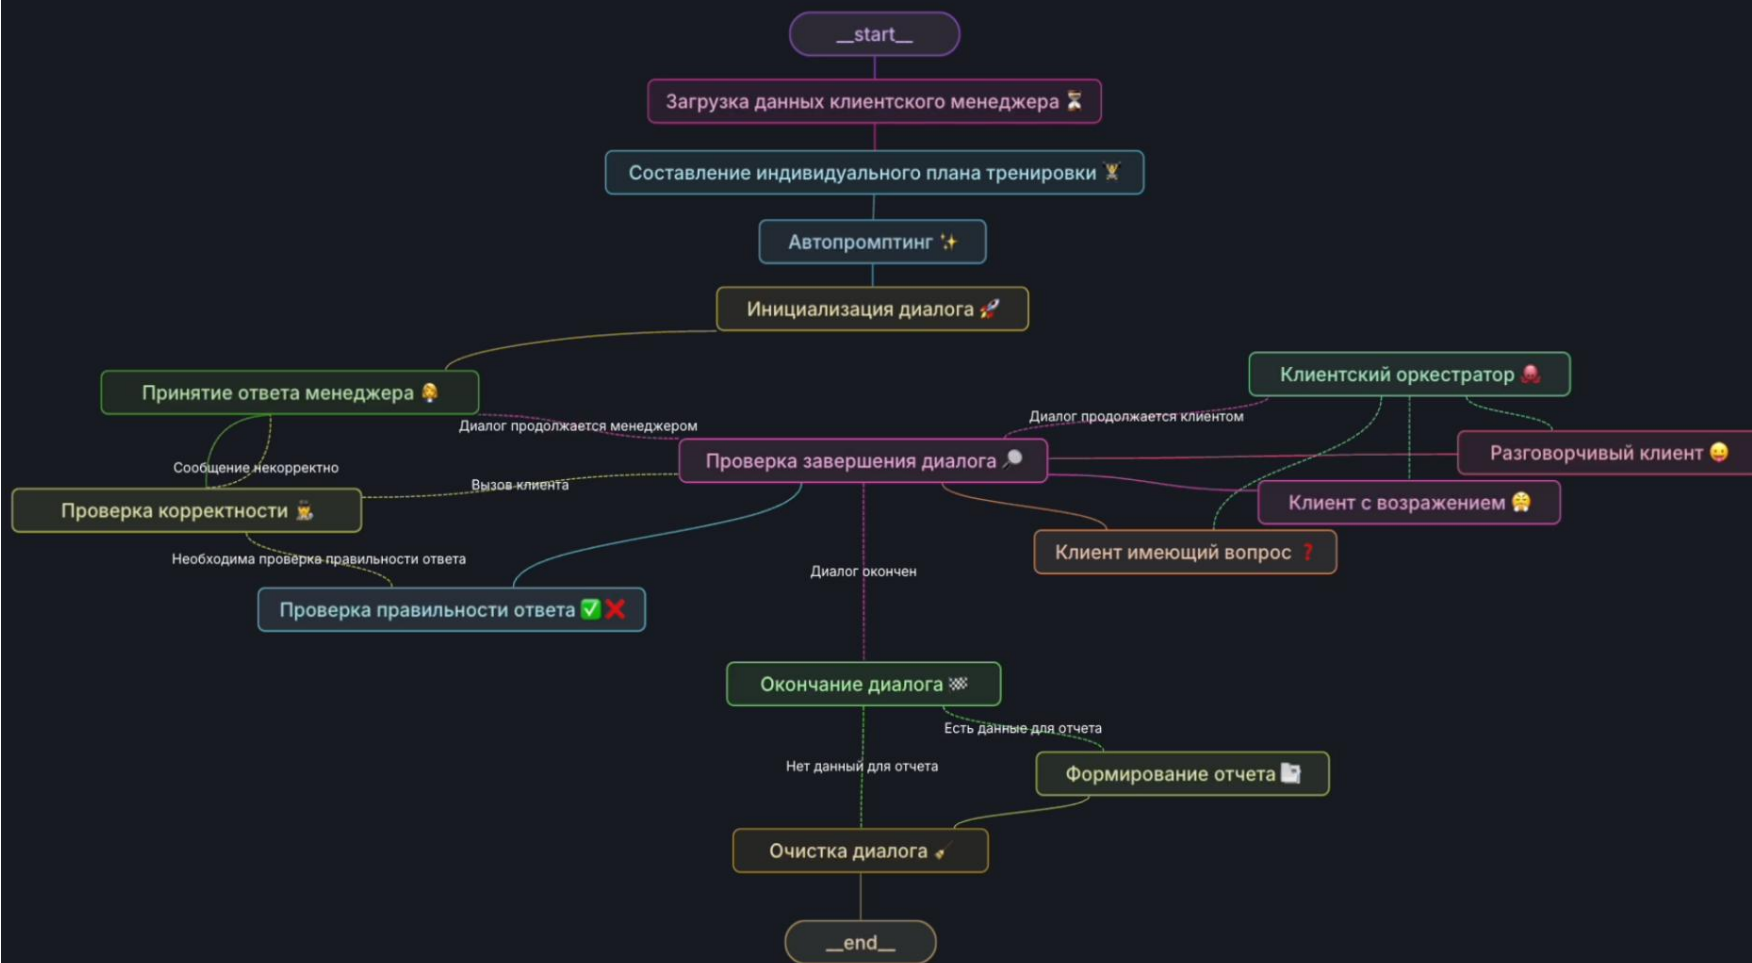 __start__
Загрузка данных клиентского менеджера ⏳
Составление индивидуального плана тренировки 🏋
Автопромптинг ✨
Инициализация диалога 🚀
Принятие ответа менеджера
Клиентский оркестратор 🐙
Диалог продолжается менеджером
Диалог продолжается клиентом
Разговорчивый клиент 😛
Проверка завершения диалога 🔎
Сообщение некорректно
Вызов клиента
Клиент с возражением 😤
Проверка корректности
Клиент имеющий вопрос ❓
Необходима проверка правильности ответа
Диалог окончен
Проверка правильности ответа ✅❌
Окончание диалога 🏁
Есть данные для отчета
Нет данный для отчета
Формирование отчета
Очистка диалога 🧹
__end__